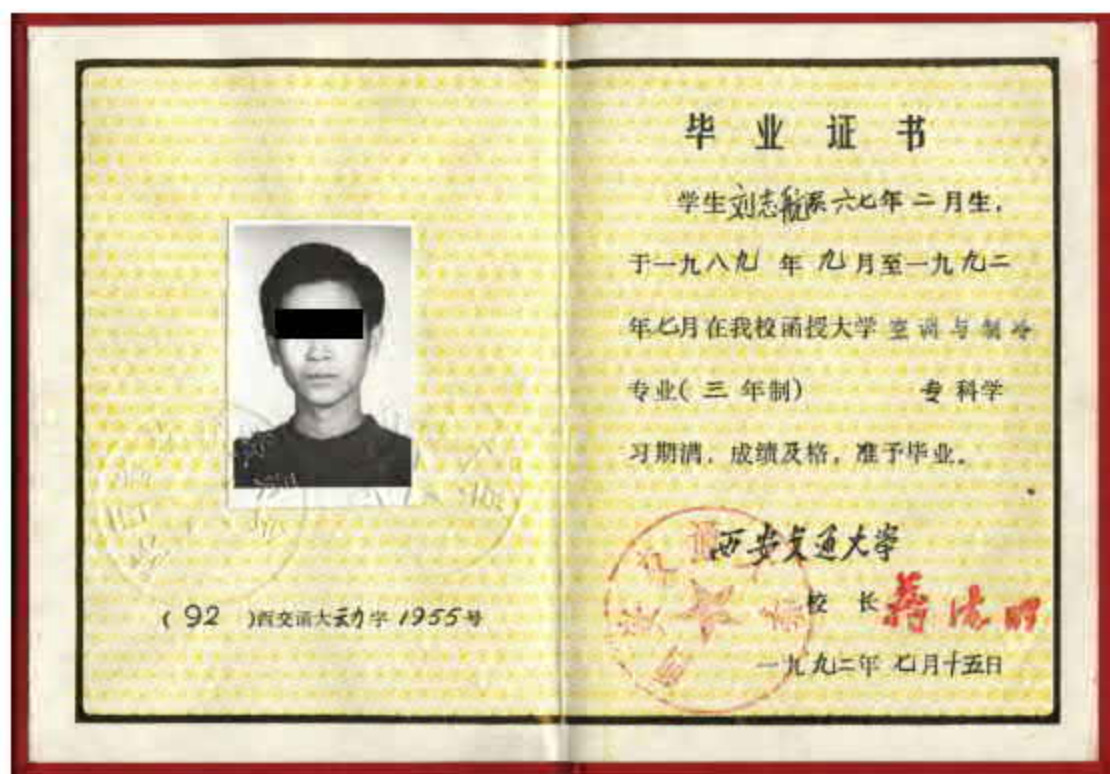 毕业证书
学生刘志航系六七年二月生,
于一九八九年九月至一九九二
年七月在我校函授大学空调与制冷
专业(三年制)专科学
习期满,成绩及格,准予毕业。
西安交通大学
校长蒋德明
一九九二年七月十五日
(92)西交函大动字1955号